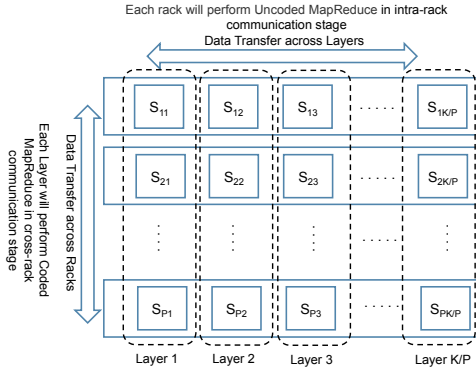 Each rack will perform Uncoded MapReduce in intra-rack
communication stage
Data Transfer across Layers
Data Transfer across Racks
Each Layer will perform Coded
MapReduce in cross-rack
communication stage
S11 S12 S13 ..... S1K/P
S21 S22 S23 ..... S2K/P
.....
SP1 SP2 SP3 ..... SPK/P
Layer 1 Layer 2 Layer 3 Layer K/P